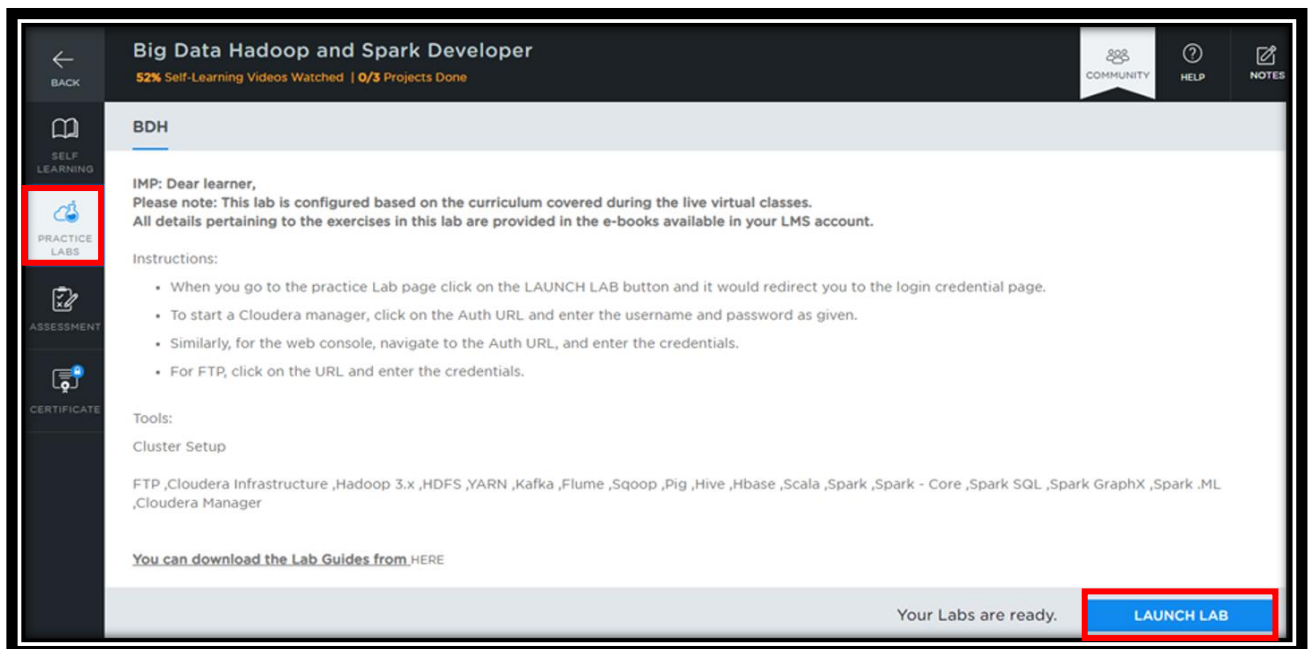 BACK
Big Data Hadoop and Spark Developer
52% Self-Learning Videos Watched | 0/3 Projects Done
COMMUNITY
HELP
NOTES
SELF
LEARNING
PRACTICE
LABS
ASSESSMENT
CERTIFICATE
BDH
IMP: Dear learner,
Please note: This lab is configured based on the curriculum covered during the live virtual classes.
All details pertaining to the exercises in this lab are provided in the e-books available in your LMS account.
Instructions:
• When you go to the practice Lab page click on the LAUNCH LAB button and it would redirect you to the login credential page.
• To start a Cloudera manager, click on the Auth URL and enter the username and password as given.
• Similarly, for the web console, navigate to the Auth URL, and enter the credentials.
• For FTP, click on the URL and enter the credentials.
Tools:
Cluster Setup
FTP ,Cloudera Infrastructure ,Hadoop 3.x ,HDFS ,YARN ,Kafka ,Flume ,Sqoop ,Pig ,Hive ,Hbase ,Scala ,Spark ,Spark - Core ,Spark SQL ,Spark GraphX ,Spark .ML
,Cloudera Manager
You can download the Lab Guides from HERE
Your Labs are ready.
LAUNCH LAB